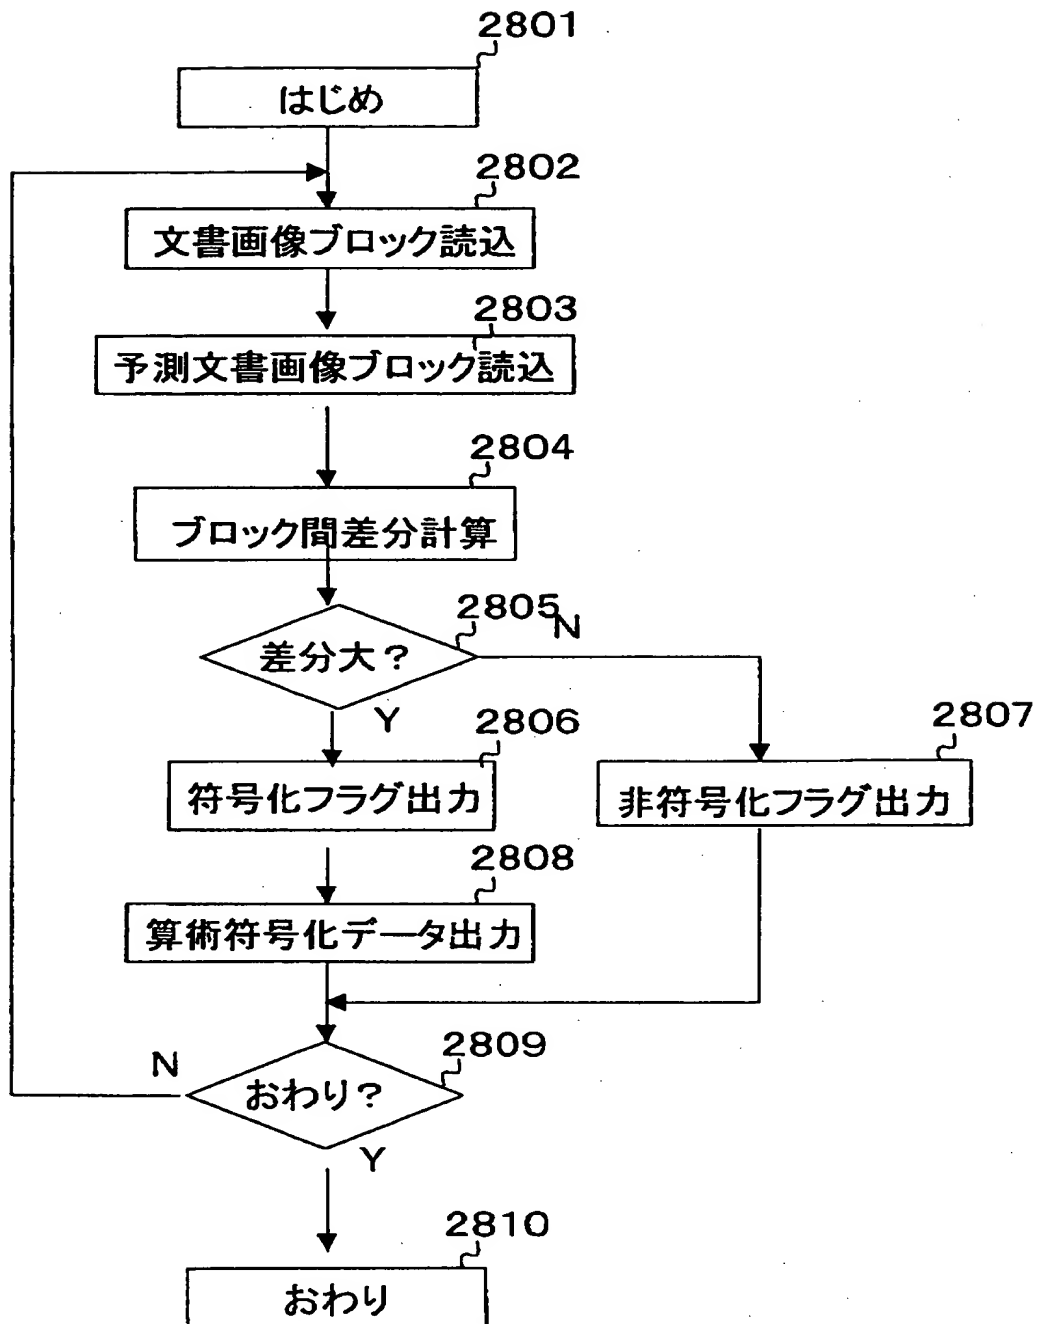 2801
はじめ
2802
文書画像ブロック読込
2803
予測文書画像ブロック読込
2804
ブロック間差分計算
2805
N
差分大?
Y
2806
2807
符号化フラグ出力
非符号化フラグ出力
2808
算術符号化データ出力
2809
N
おわり?
Y
2810
おわり